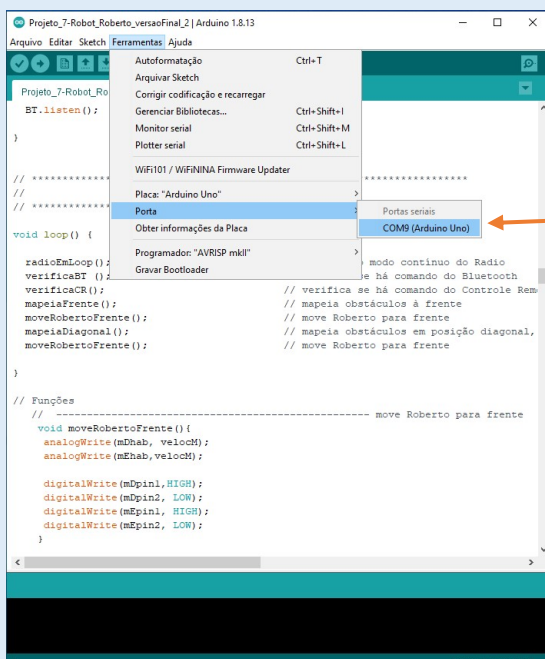 Projeto_7-Robot_Roberto_versaoFinal_2 | Arduino 1.8.13
Arquivo Editar Sketch Ferramentas Ajuda
Projeto_7-Robot_Ro
Autoformatação Ctrl+T
Arquivar Sketch
Corrigir codificação e recarregar
Gerenciar Bibliotecas... Ctrl+Shift+I
Monitor serial Ctrl+Shift+M
Plotter serial Ctrl+Shift+L
WiFi101 / WiFiNINA Firmware Updater
Placa: "Arduino Uno"
Porta
Obter informações da Placa
Programador: "AVRISP mkII"
Gravar Bootloader
Portas seriais
COM9 (Arduino Uno)
BT.listen();
}
// *************
//
// *************
void loop() {
radioEmLoop(); modo contínuo do Radio
verificaBT (); se há comando do Bluetooth
verificaCR(); // verifica se há comando do Controle Rem
mapeiaFrente(); // mapeia obstáculos à frente
moveRobertoFrente(); // move Roberto para frente
mapeiaDiagonal(); // mapeia obstáculos em posição diagonal,
moveRobertoFrente(); // move Roberto para frente
}
// Funções
// --------------------------------------------------- move Roberto para frente
void moveRobertoFrente(){
analogWrite(mDhab, velocM);
analogWrite(mEhab,velocM);
digitalWrite(mDpin1,HIGH);
digitalWrite(mDpin2, LOW);
digitalWrite(mEpin1, HIGH);
digitalWrite(mEpin2, LOW);
}